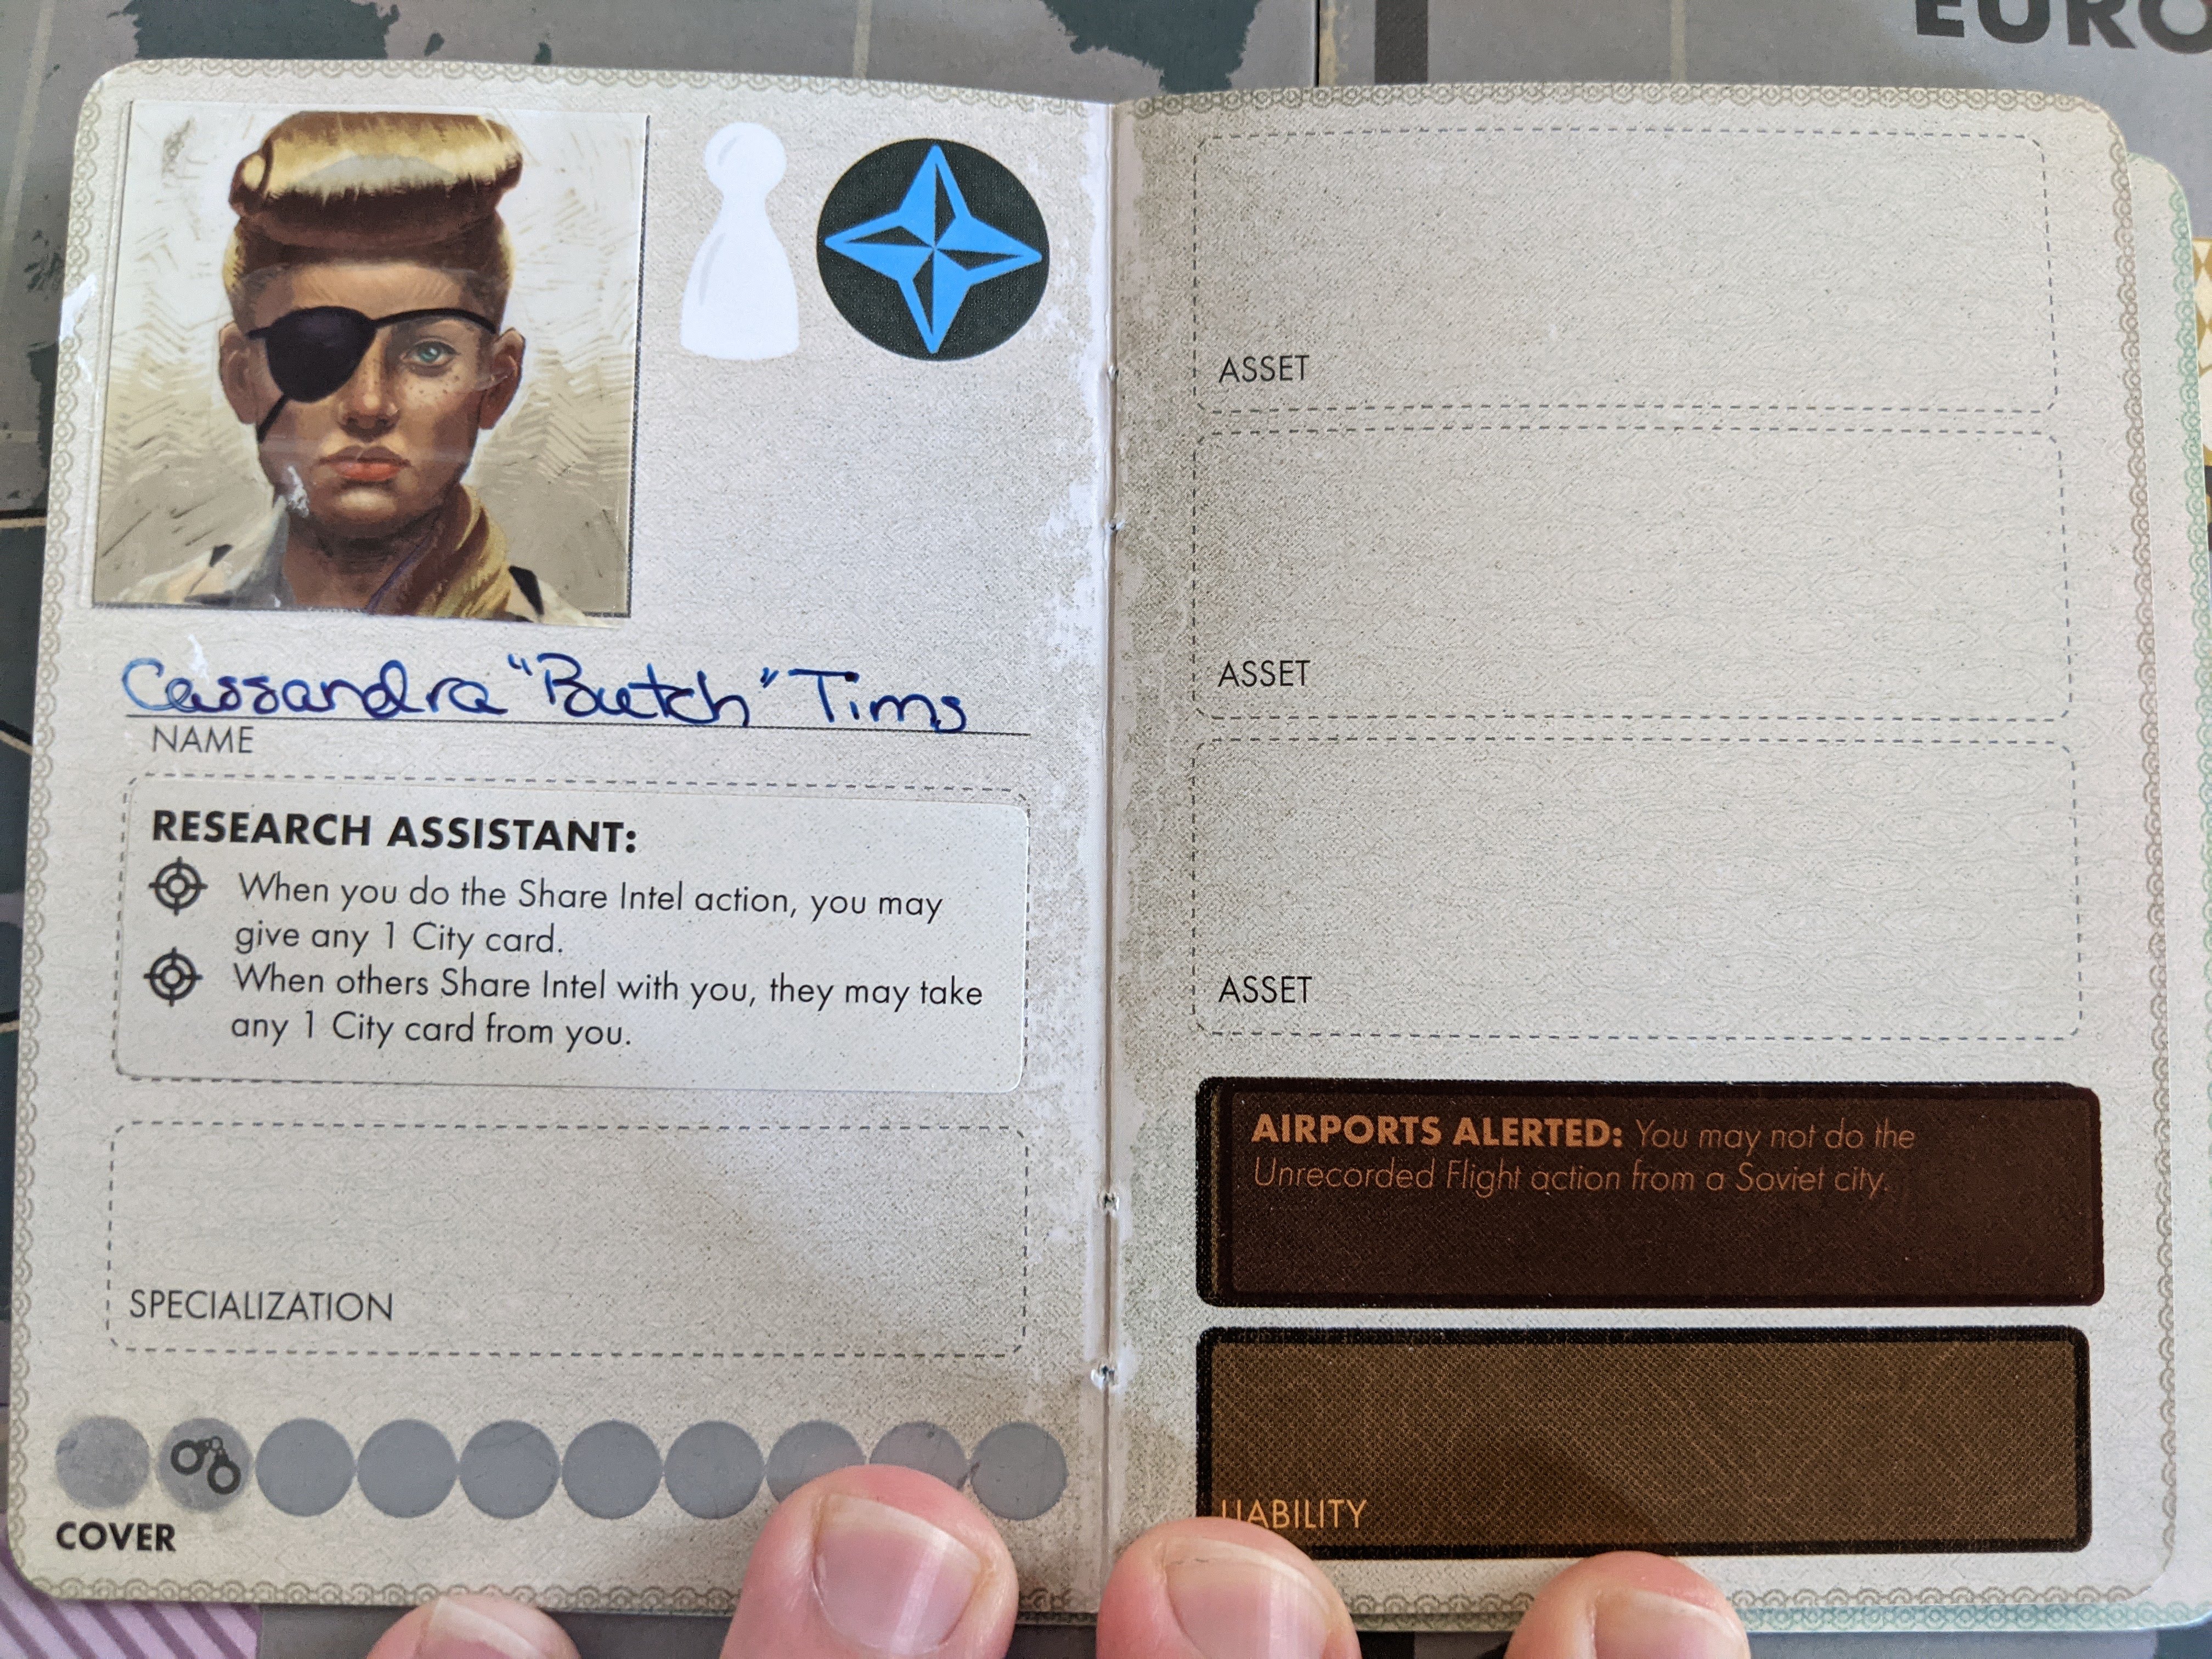 EURO
Cassandra "Butch" Tims
NAME
RESEARCH ASSISTANT:
When you do the Share Intel action, you may
give any 1 City card.
When others Share Intel with you, they may take
any 1 City card from you.
SPECIALIZATION
COVER
ASSET
ASSET
ASSET
AIRPORTS ALERTED: You may not do the
Unrecorded Flight action from a Soviet city.
LIABILITY